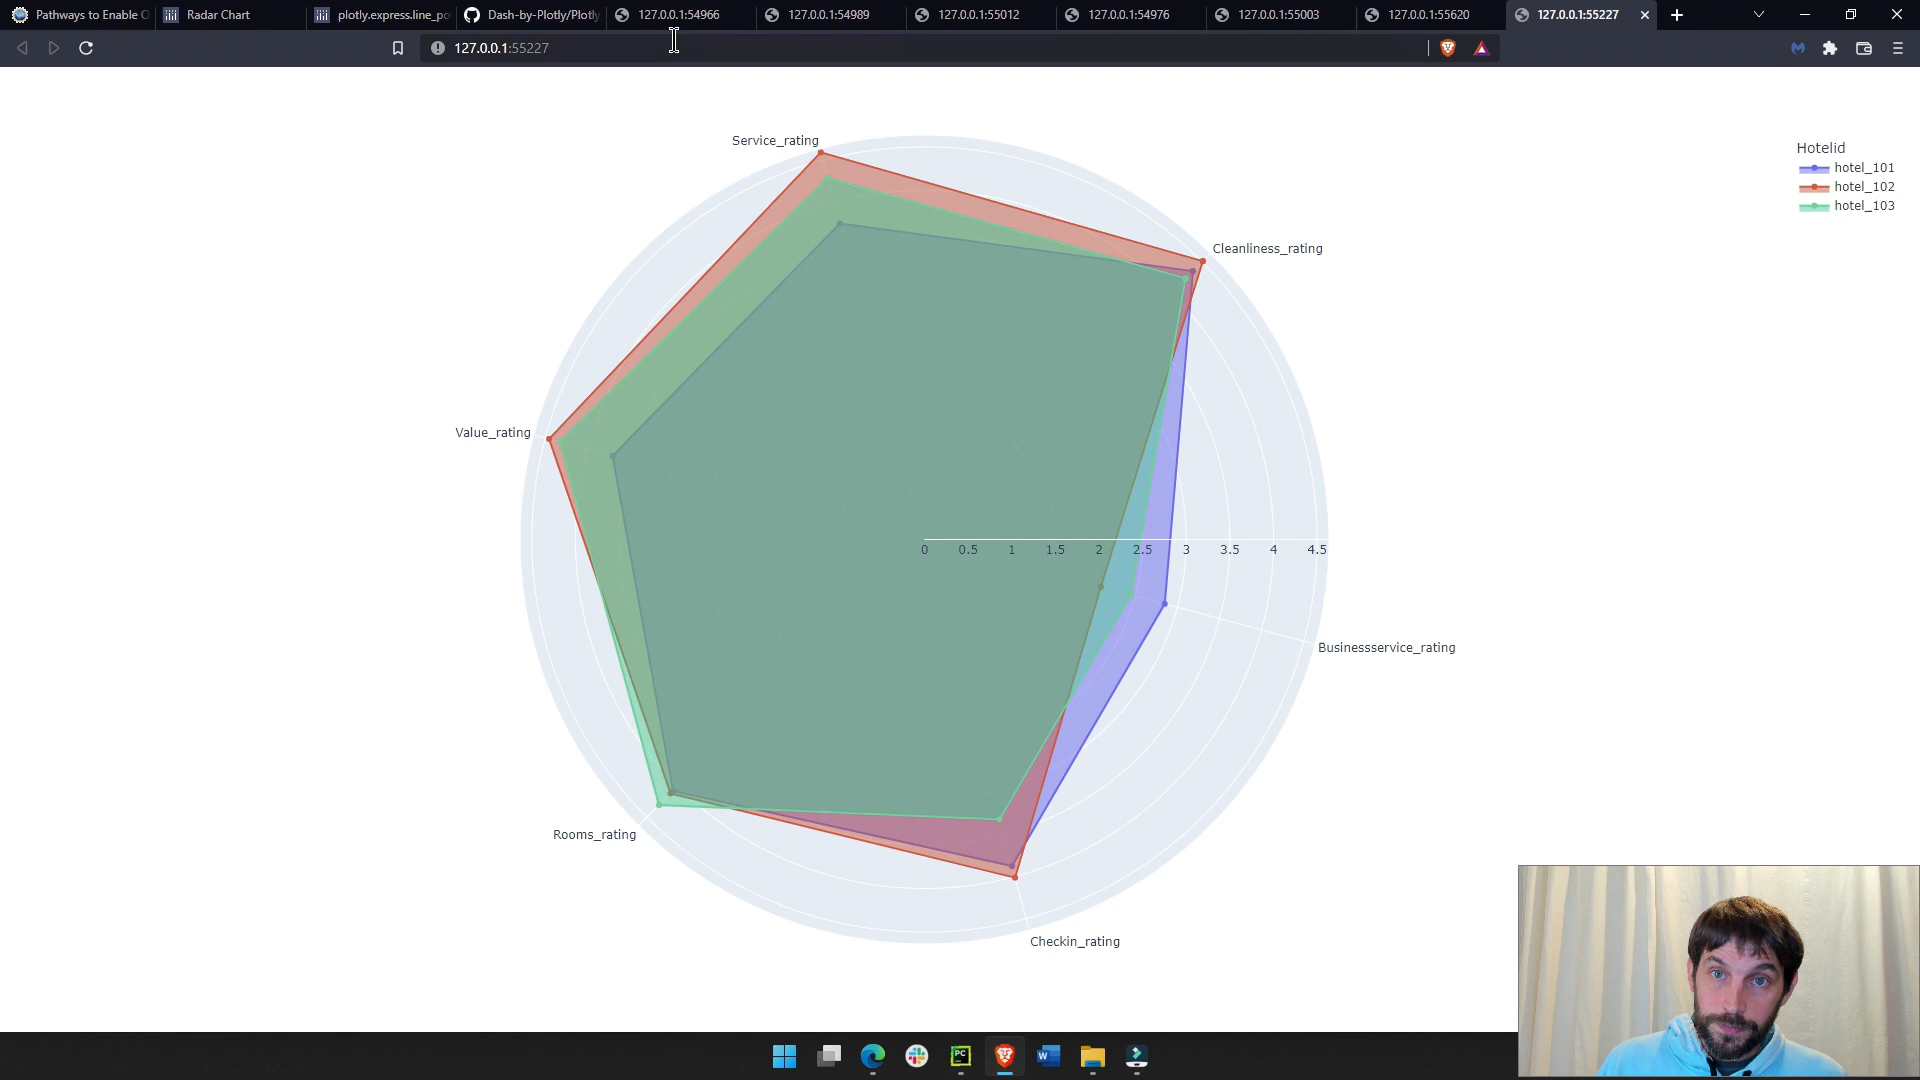 Pathways to Enable O
Radar Chart
plotly.express.line_po
Dash-by-Plotly/Plotly
127.0.0.1:54966
127.0.0.1:54989
127.0.0.1:55012
127.0.0.1:54976
127.0.0.1:55003
127.0.0.1:55620
127.0.0.1:55227
127.0.0.1:55227
Service_rating
Hotelid
hotel_101
hotel_102
hotel_103
Cleanliness_rating
Value_rating
0 0.5 1 1.5 2 2.5 3 3.5 4 4.5
Businessservice_rating
Rooms_rating
Checkin_rating
PC
W